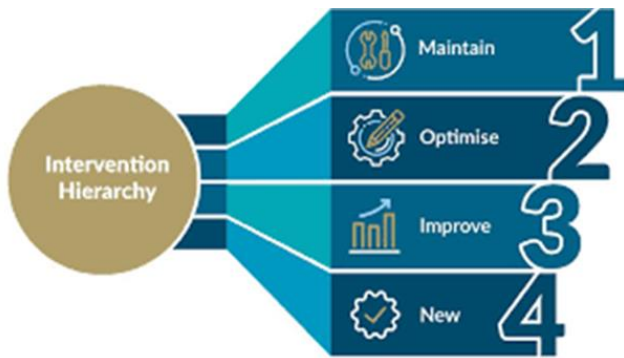 Intervention
Hierarchy
Maintain 1
Optimise 2
Improve 3
New 4